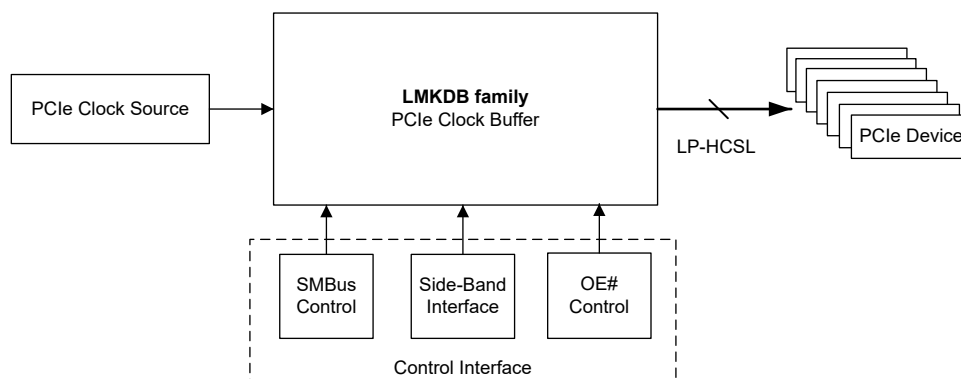 PCIe Clock Source
LMKDB family
PCIe Clock Buffer
LP-HCSL
PCIe Device
SMBus
Control
Side-Band
Interface
OE#
Control
Control Interface